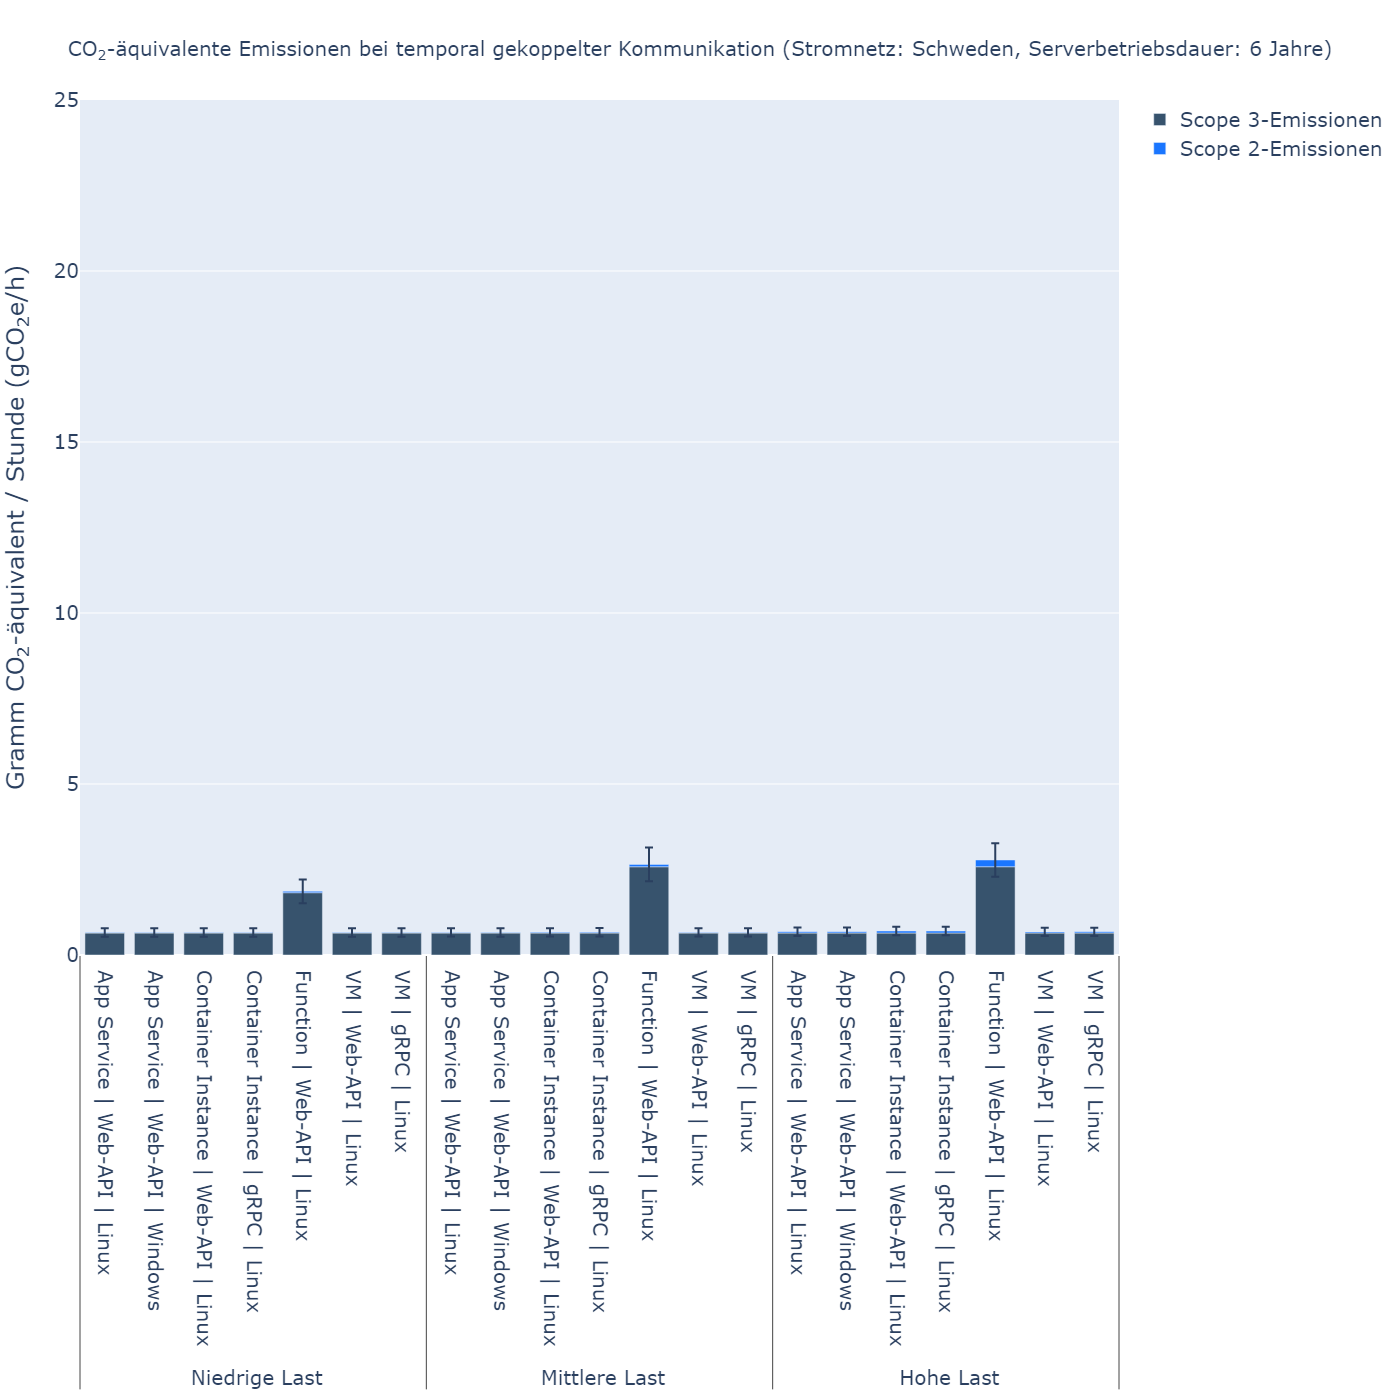 CO₂-äquivalente Emissionen bei temporal gekoppelter Kommunikation (Stromnetz: Schweden, Serverbetriebsdauer: 6 Jahre)
Scope 3-Emissionen
Scope 2-Emissionen
Gramm CO₂-äquivalent / Stunde (gCO₂e/h)
25
20
15
10
5
0
App Service | Web-API | Linux
App Service | Web-API | Windows
Container Instance | Web-API | Linux
Container Instance | gRPC | Linux
Function | Web-API | Linux
VM | Web-API | Linux
VM | gRPC | Linux
App Service | Web-API | Linux
App Service | Web-API | Windows
Container Instance | Web-API | Linux
Container Instance | gRPC | Linux
Function | Web-API | Linux
VM | Web-API | Linux
VM | gRPC | Linux
App Service | Web-API | Linux
App Service | Web-API | Windows
Container Instance | Web-API | Linux
Container Instance | gRPC | Linux
Function | Web-API | Linux
VM | Web-API | Linux
VM | gRPC | Linux
Niedrige Last
Mittlere Last
Hohe Last